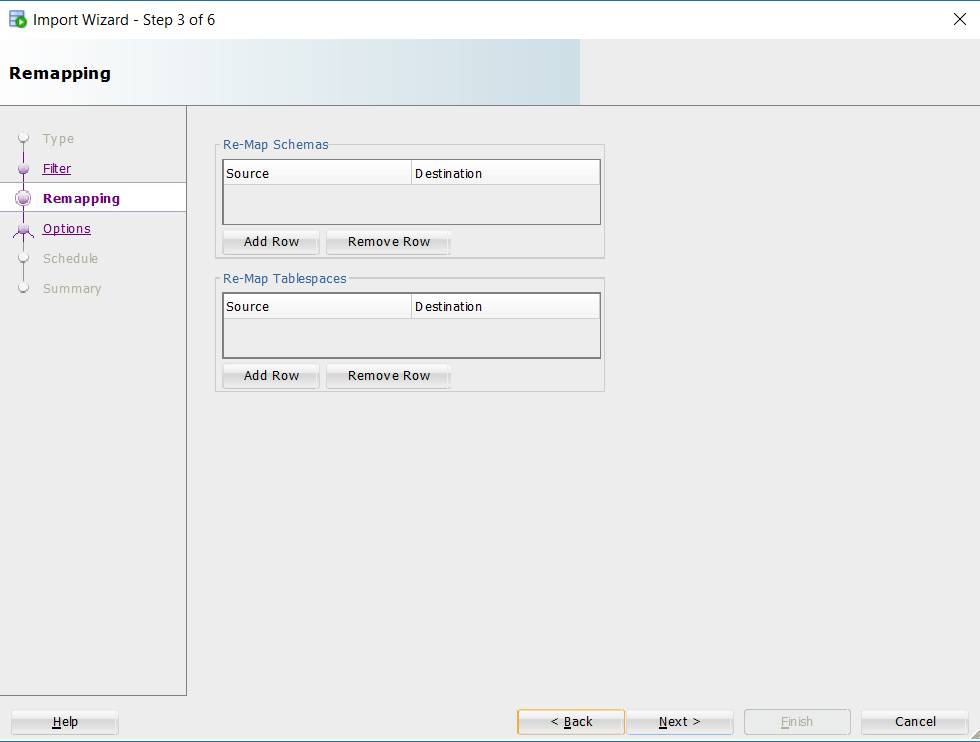 Import Wizard - Step 3 of 6
Remapping
Type
Filter
Remapping
Options
Schedule
Summary
Re-Map Schemas
Source Destination
Add Row Remove Row
Re-Map Tablespaces
Source Destination
Add Row Remove Row
Help < Back Next > Finish Cancel